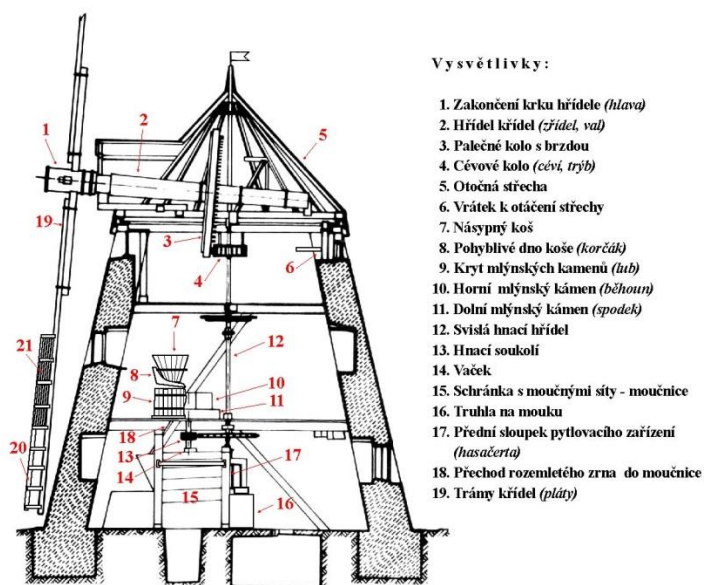 V y s v ě t l i v k y :
1. Zakončení krku hřídele (hlava)
2. Hřídel křídel (zřídel, val)
3. Palečné kolo s brzdou
4. Cévové kolo (céví, trýb)
5. Otočná střecha
6. Vrátek k otáčení střechy
7. Násypný koš
8. Pohyblivé dno koše (korčák)
9. Kryt mlýnských kamenů (lub)
10. Horní mlýnský kámen (běhoun)
11. Dolní mlýnský kámen (spodek)
12. Svislá hnací hřídel
13. Hnací soukolí
14. Vaček
15. Schránka s moučnými síty - moučnice
16. Truhla na mouku
17. Přední sloupek pytlovacího zařízení
(hasačerta)
18. Přechod rozemletého zrna do moučnice
19. Trámy křídel (pláty)
1
2
5
19
3
4
6
7
12
21
8
10
9
11
18
13
17
14
20
15
16